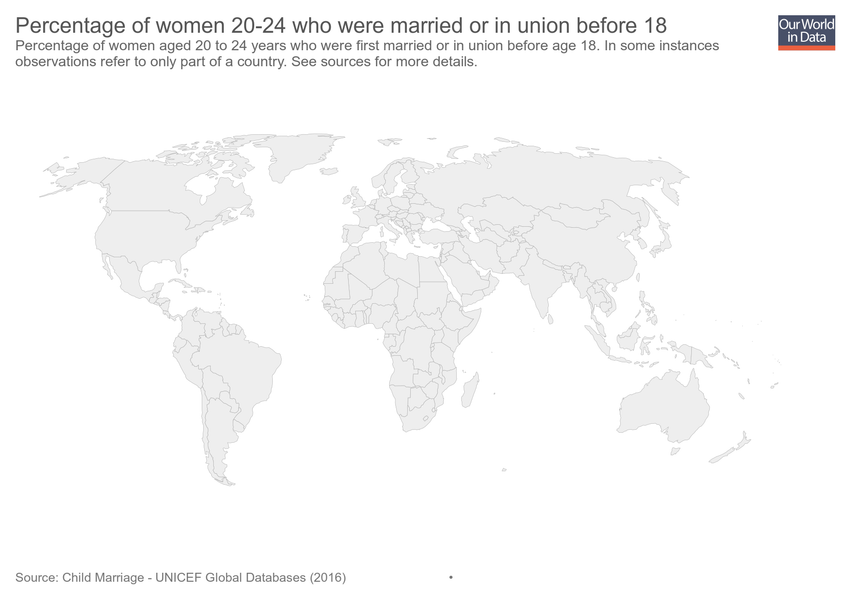 Percentage of women 20-24 who were married or in union before 18
Our World
in Data
Percentage of women aged 20 to 24 years who were first married or in union before age 18. In some instances
observations refer to only part of a country. See sources for more details.
Source: Child Marriage - UNICEF Global Databases (2016)
•